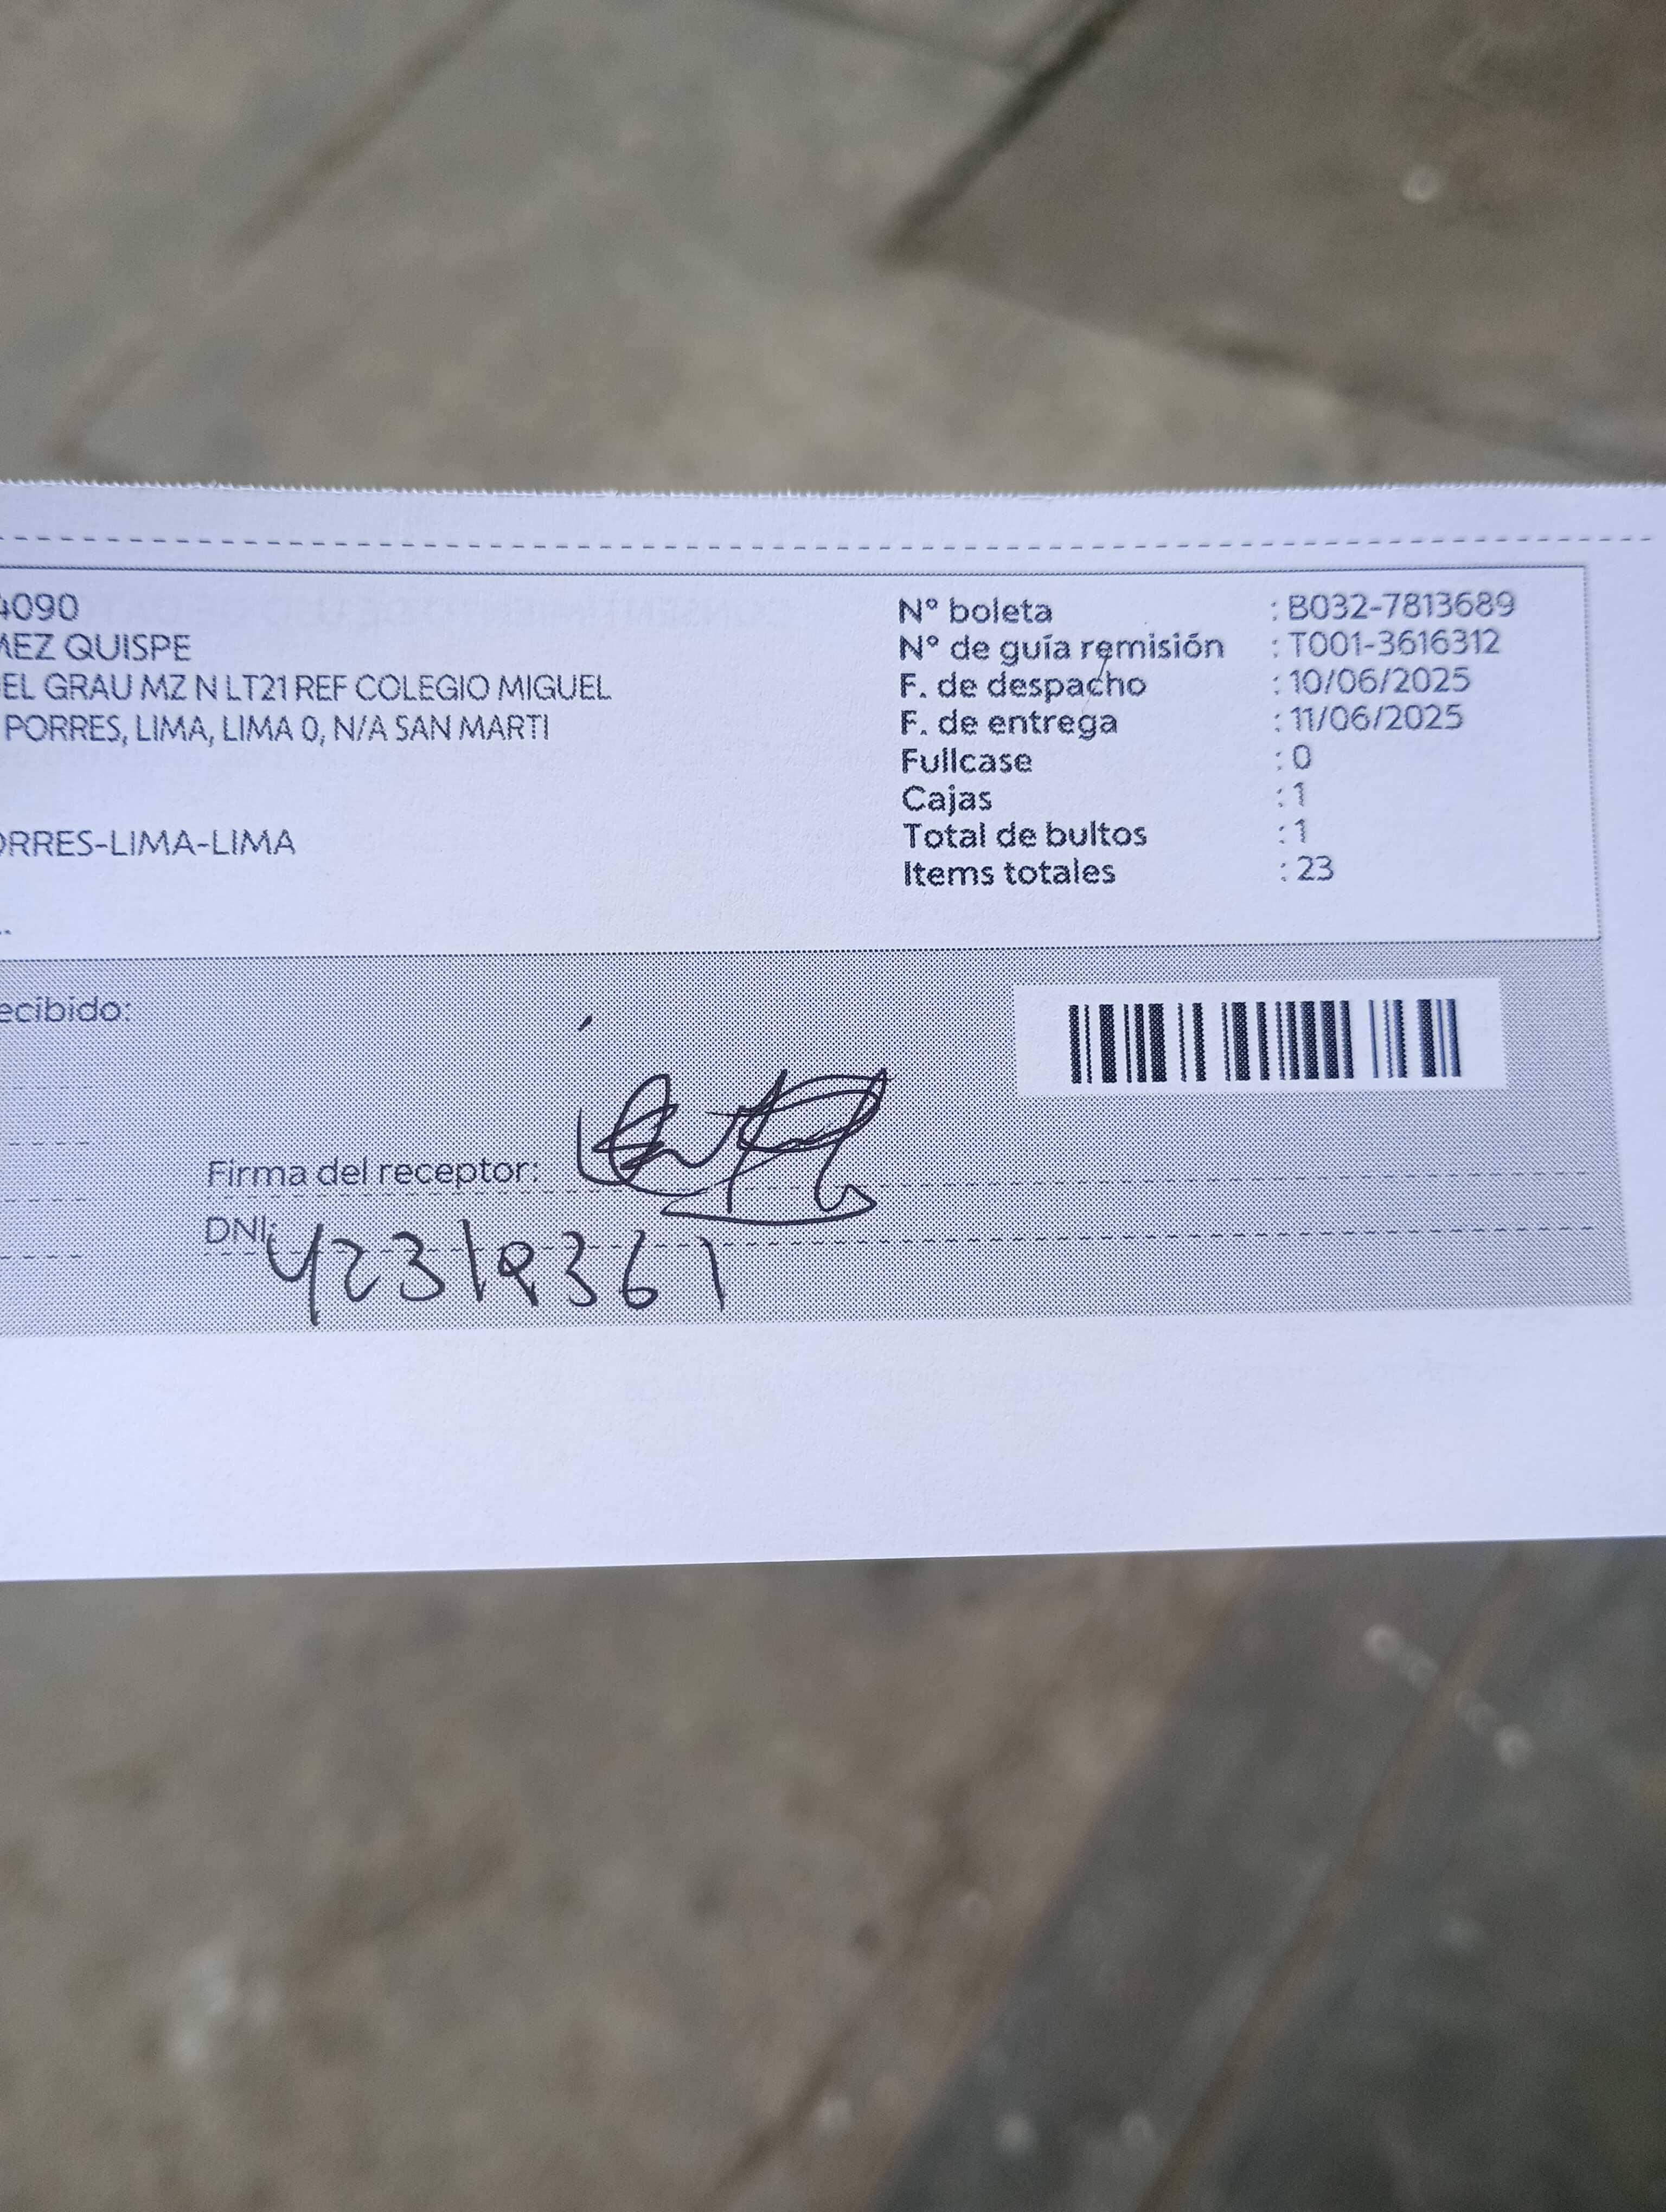 4090
MEZ QUISPE
EL GRAU MZ N LT21 REF COLEGIO MIGUEL
PORRES, LIMA, LIMA 0, N/A SAN MARTI
ORRES-LIMA-LIMA
N° boleta : B032-7813689
N° de guía remisión : T001-3616312
F. de despacho : 10/06/2025
F. de entrega : 11/06/2025
Fullcase : 0
Cajas : 1
Total de bultos : 1
Items totales : 23
ecibido:
Firma del receptor:
DNI: 42318361